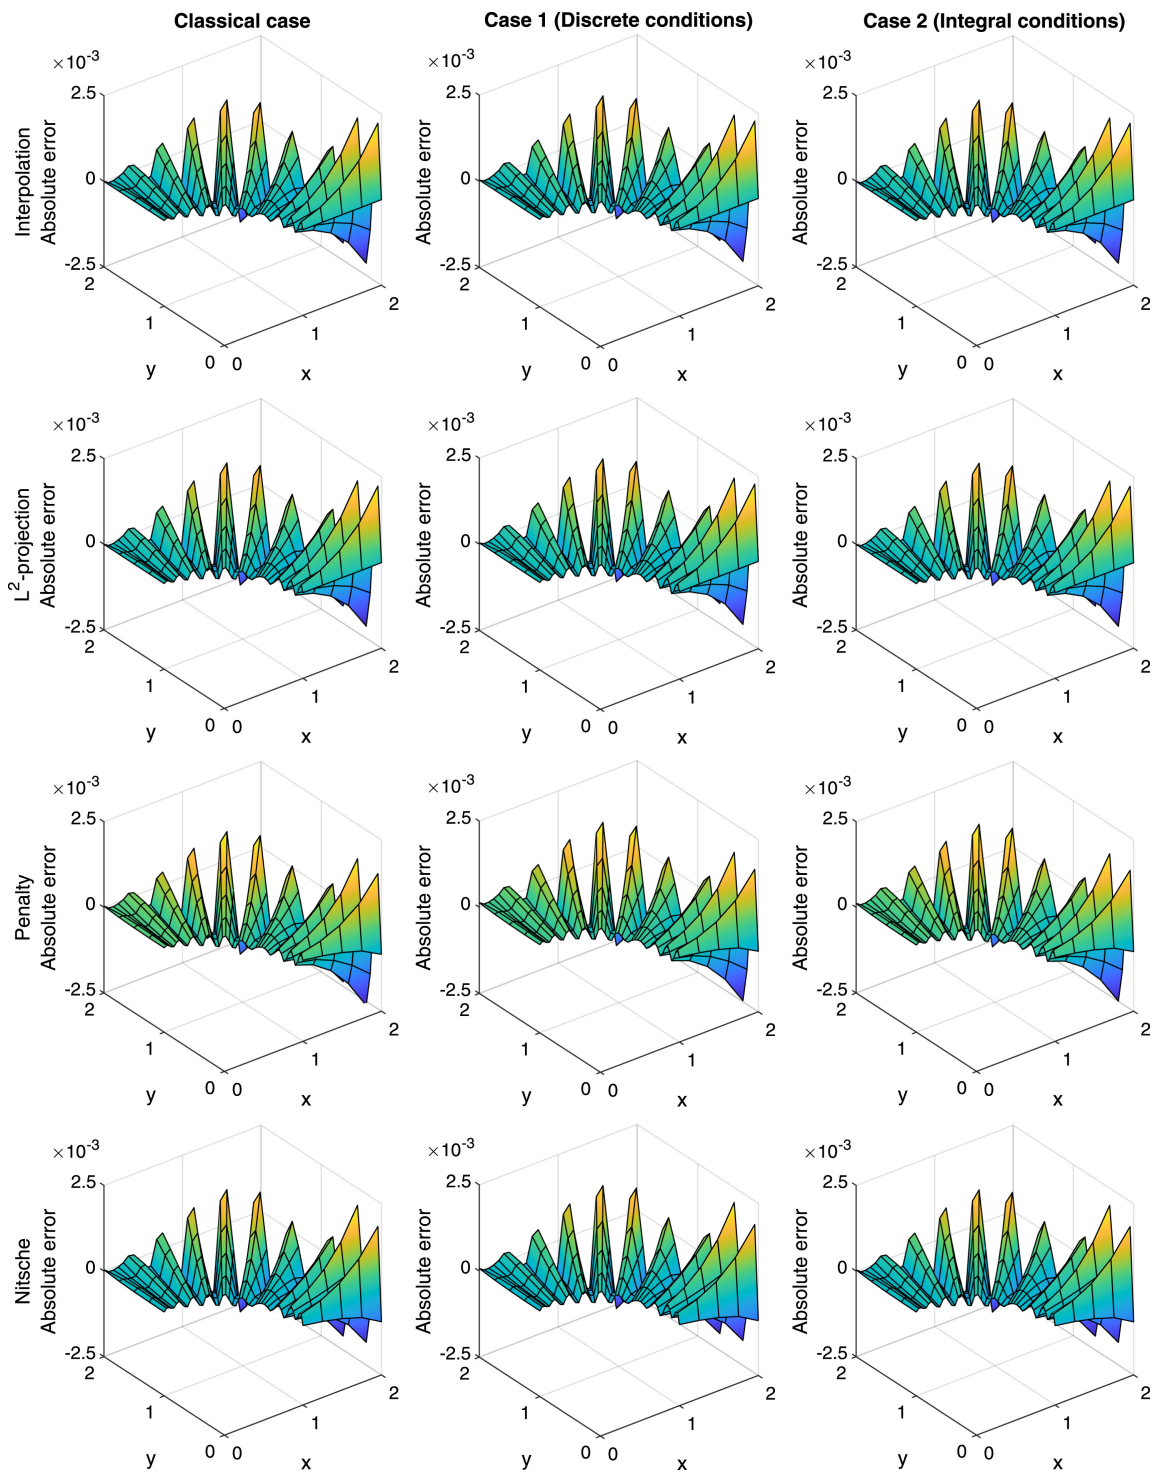 Classical case
Case 1 (Discrete conditions)
Case 2 (Integral conditions)
Interpolation
Absolute error
×10-3
2.5
0
-2.5
2
1
0
y
0
1
2
x
Absolute error
×10-3
2.5
0
-2.5
2
1
0
y
0
1
2
x
Absolute error
×10-3
2.5
0
-2.5
2
1
0
y
0
1
2
x
L2-projection
Absolute error
×10-3
2.5
0
-2.5
2
1
0
y
0
1
2
x
Absolute error
×10-3
2.5
0
-2.5
2
1
0
y
0
1
2
x
Absolute error
×10-3
2.5
0
-2.5
2
1
0
y
0
1
2
x
Penalty
Absolute error
×10-3
2.5
0
-2.5
2
1
0
y
0
1
2
x
Absolute error
×10-3
2.5
0
-2.5
2
1
0
y
0
1
2
x
Absolute error
×10-3
2.5
0
-2.5
2
1
0
y
0
1
2
x
Nitsche
Absolute error
×10-3
2.5
0
-2.5
2
1
0
y
0
1
2
x
Absolute error
×10-3
2.5
0
-2.5
2
1
0
y
0
1
2
x
Absolute error
×10-3
2.5
0
-2.5
2
1
0
y
0
1
2
x